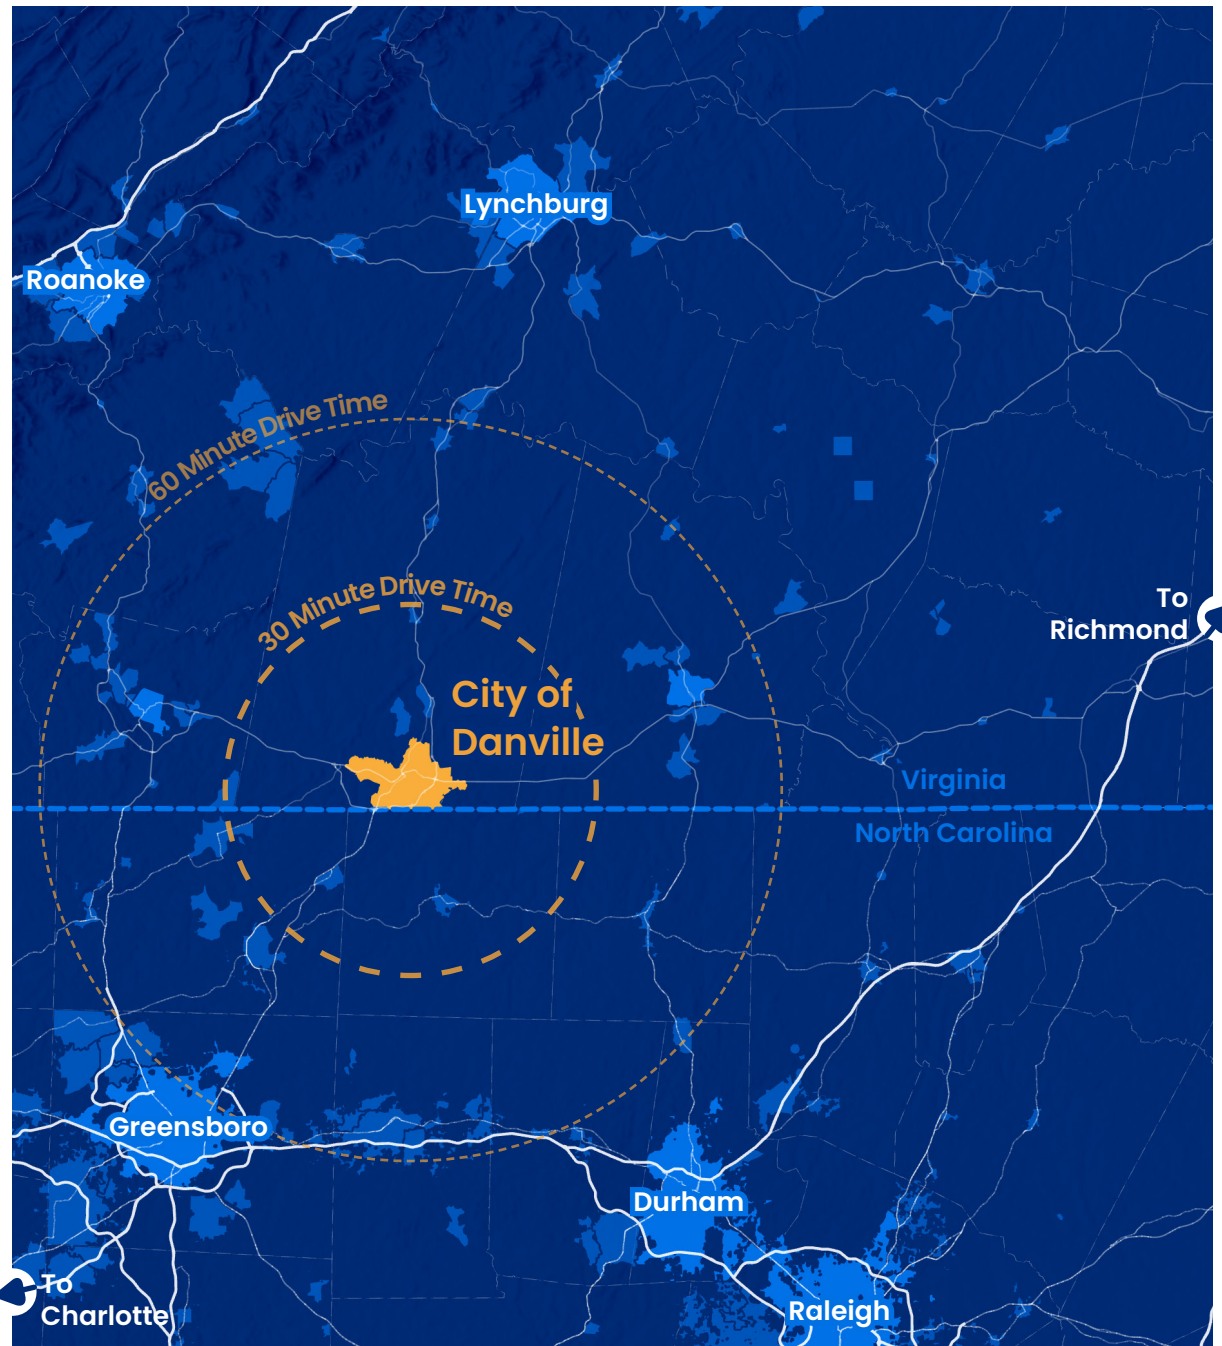 Lynchburg
Roanoke
60 Minute Drive Time
30 Minute Drive Time
To
Richmond
City of
Danville
Virginia
North Carolina
Greensboro
Durham
To
Charlotte
Raleigh